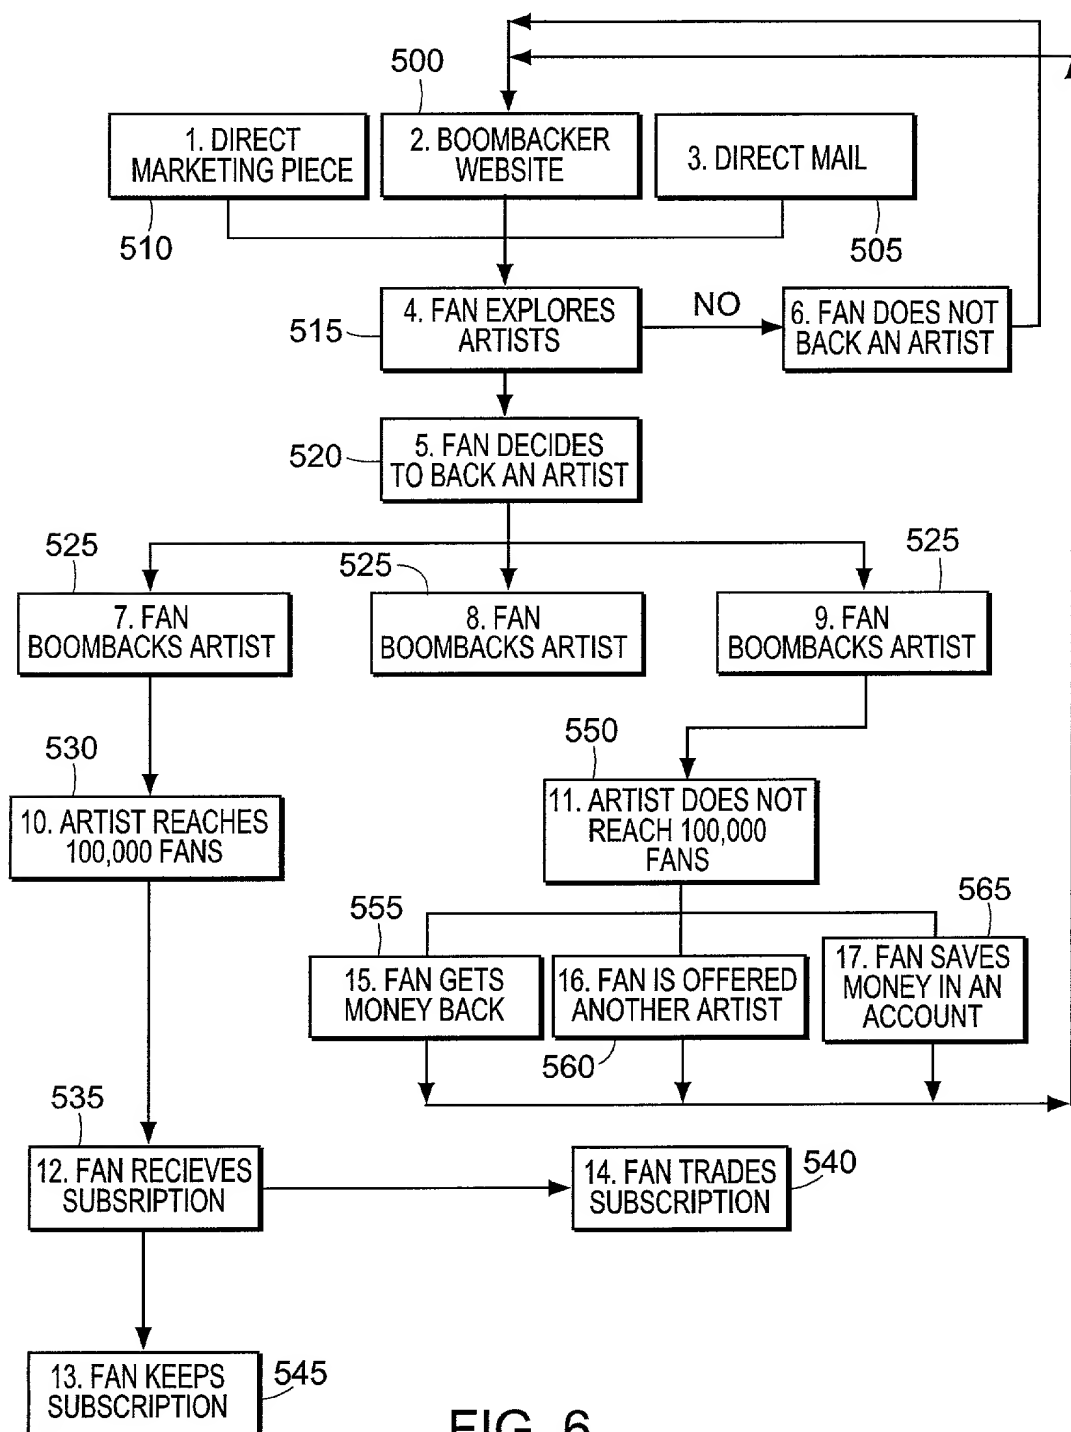 500
1. DIRECT
MARKETING PIECE
2. BOOMBACKER
WEBSITE
3. DIRECT MAIL
510
505
515
4. FAN EXPLORES
ARTISTS
NO
6. FAN DOES NOT
BACK AN ARTIST
520
5. FAN DECIDES
TO BACK AN ARTIST
525
525
525
7. FAN
BOOMBACKS ARTIST
8. FAN
BOOMBACKS ARTIST
9. FAN
BOOMBACKS ARTIST
530
550
10. ARTIST REACHES
100,000 FANS
11. ARTIST DOES NOT
REACH 100,000
FANS
555
565
15. FAN GETS
MONEY BACK
16. FAN IS OFFERED
ANOTHER ARTIST
17. FAN SAVES
MONEY IN AN
ACCOUNT
560
535
12. FAN RECIEVES
SUBSRIPTION
14. FAN TRADES
SUBSCRIPTION
540
13. FAN KEEPS
SUBSCRIPTION
545
FIG. 6